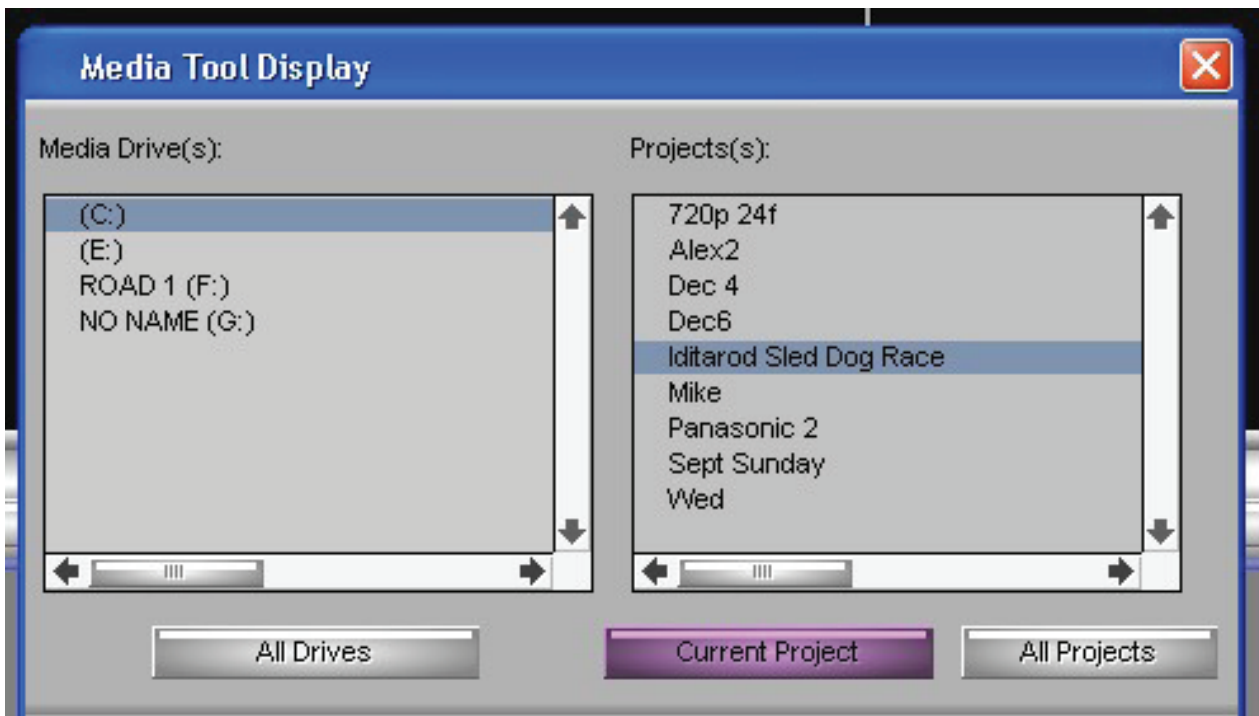 Media Tool Display
Media Drive(s):
(C:)
(E:)
ROAD 1 (F:)
NO NAME (G:)
Projects(s):
720p 24f
Alex2
Dec 4
Dec6
Iditarod Sled Dog Race
Mike
Panasonic 2
Sept Sunday
Wed
All Drives
Current Project
All Projects